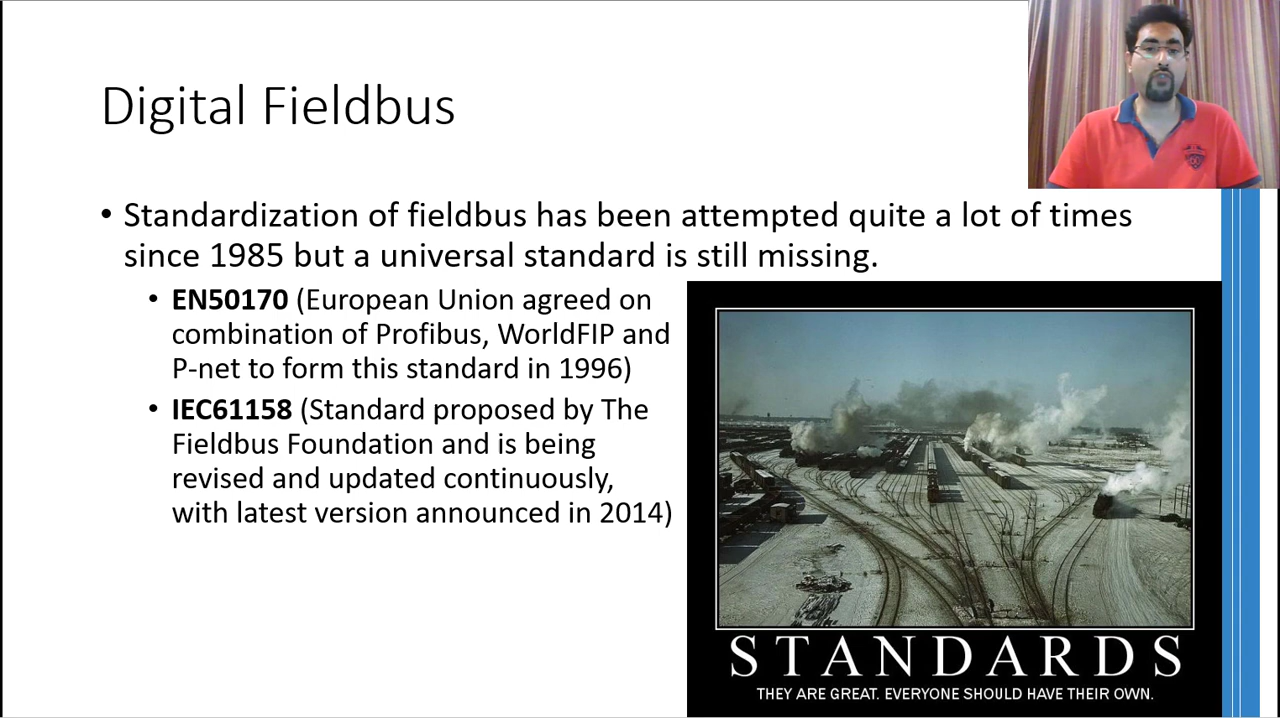 Digital Fieldbus
• Standardization of fieldbus has been attempted quite a lot of times
since 1985 but a universal standard is still missing.
• EN50170 (European Union agreed on
combination of Profibus, WorldFIP and
P-net to form this standard in 1996)
• IEC61158 (Standard proposed by The
Fieldbus Foundation and is being
revised and updated continuously,
with latest version announced in 2014)
STANDARDS
THEY ARE GREAT. EVERYONE SHOULD HAVE THEIR OWN.